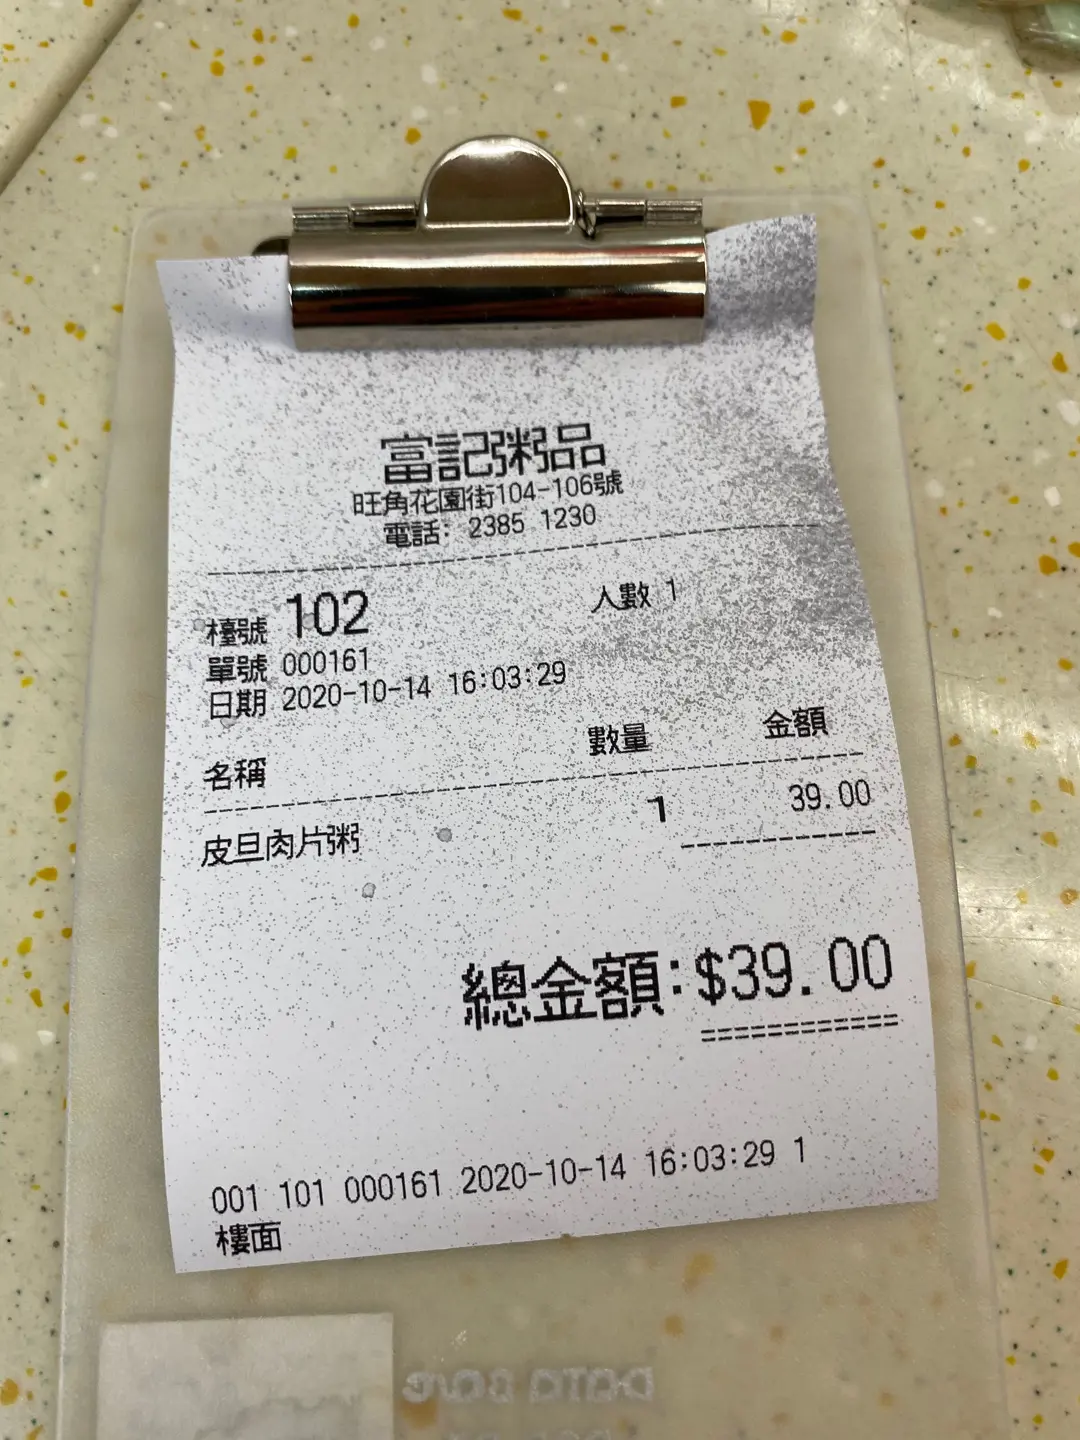 富記粥品
旺角花園街104-106號
電話: 2385 1230
檯號 102 人數 1
單號 000161
日期 2020-10-14 16:03:29
名稱 數量 金額
皮旦肉片粥 1 39.00
總金額:$39.00
001 101 000161 2020-10-14 16:03:29 1
樓面
DATA BASE